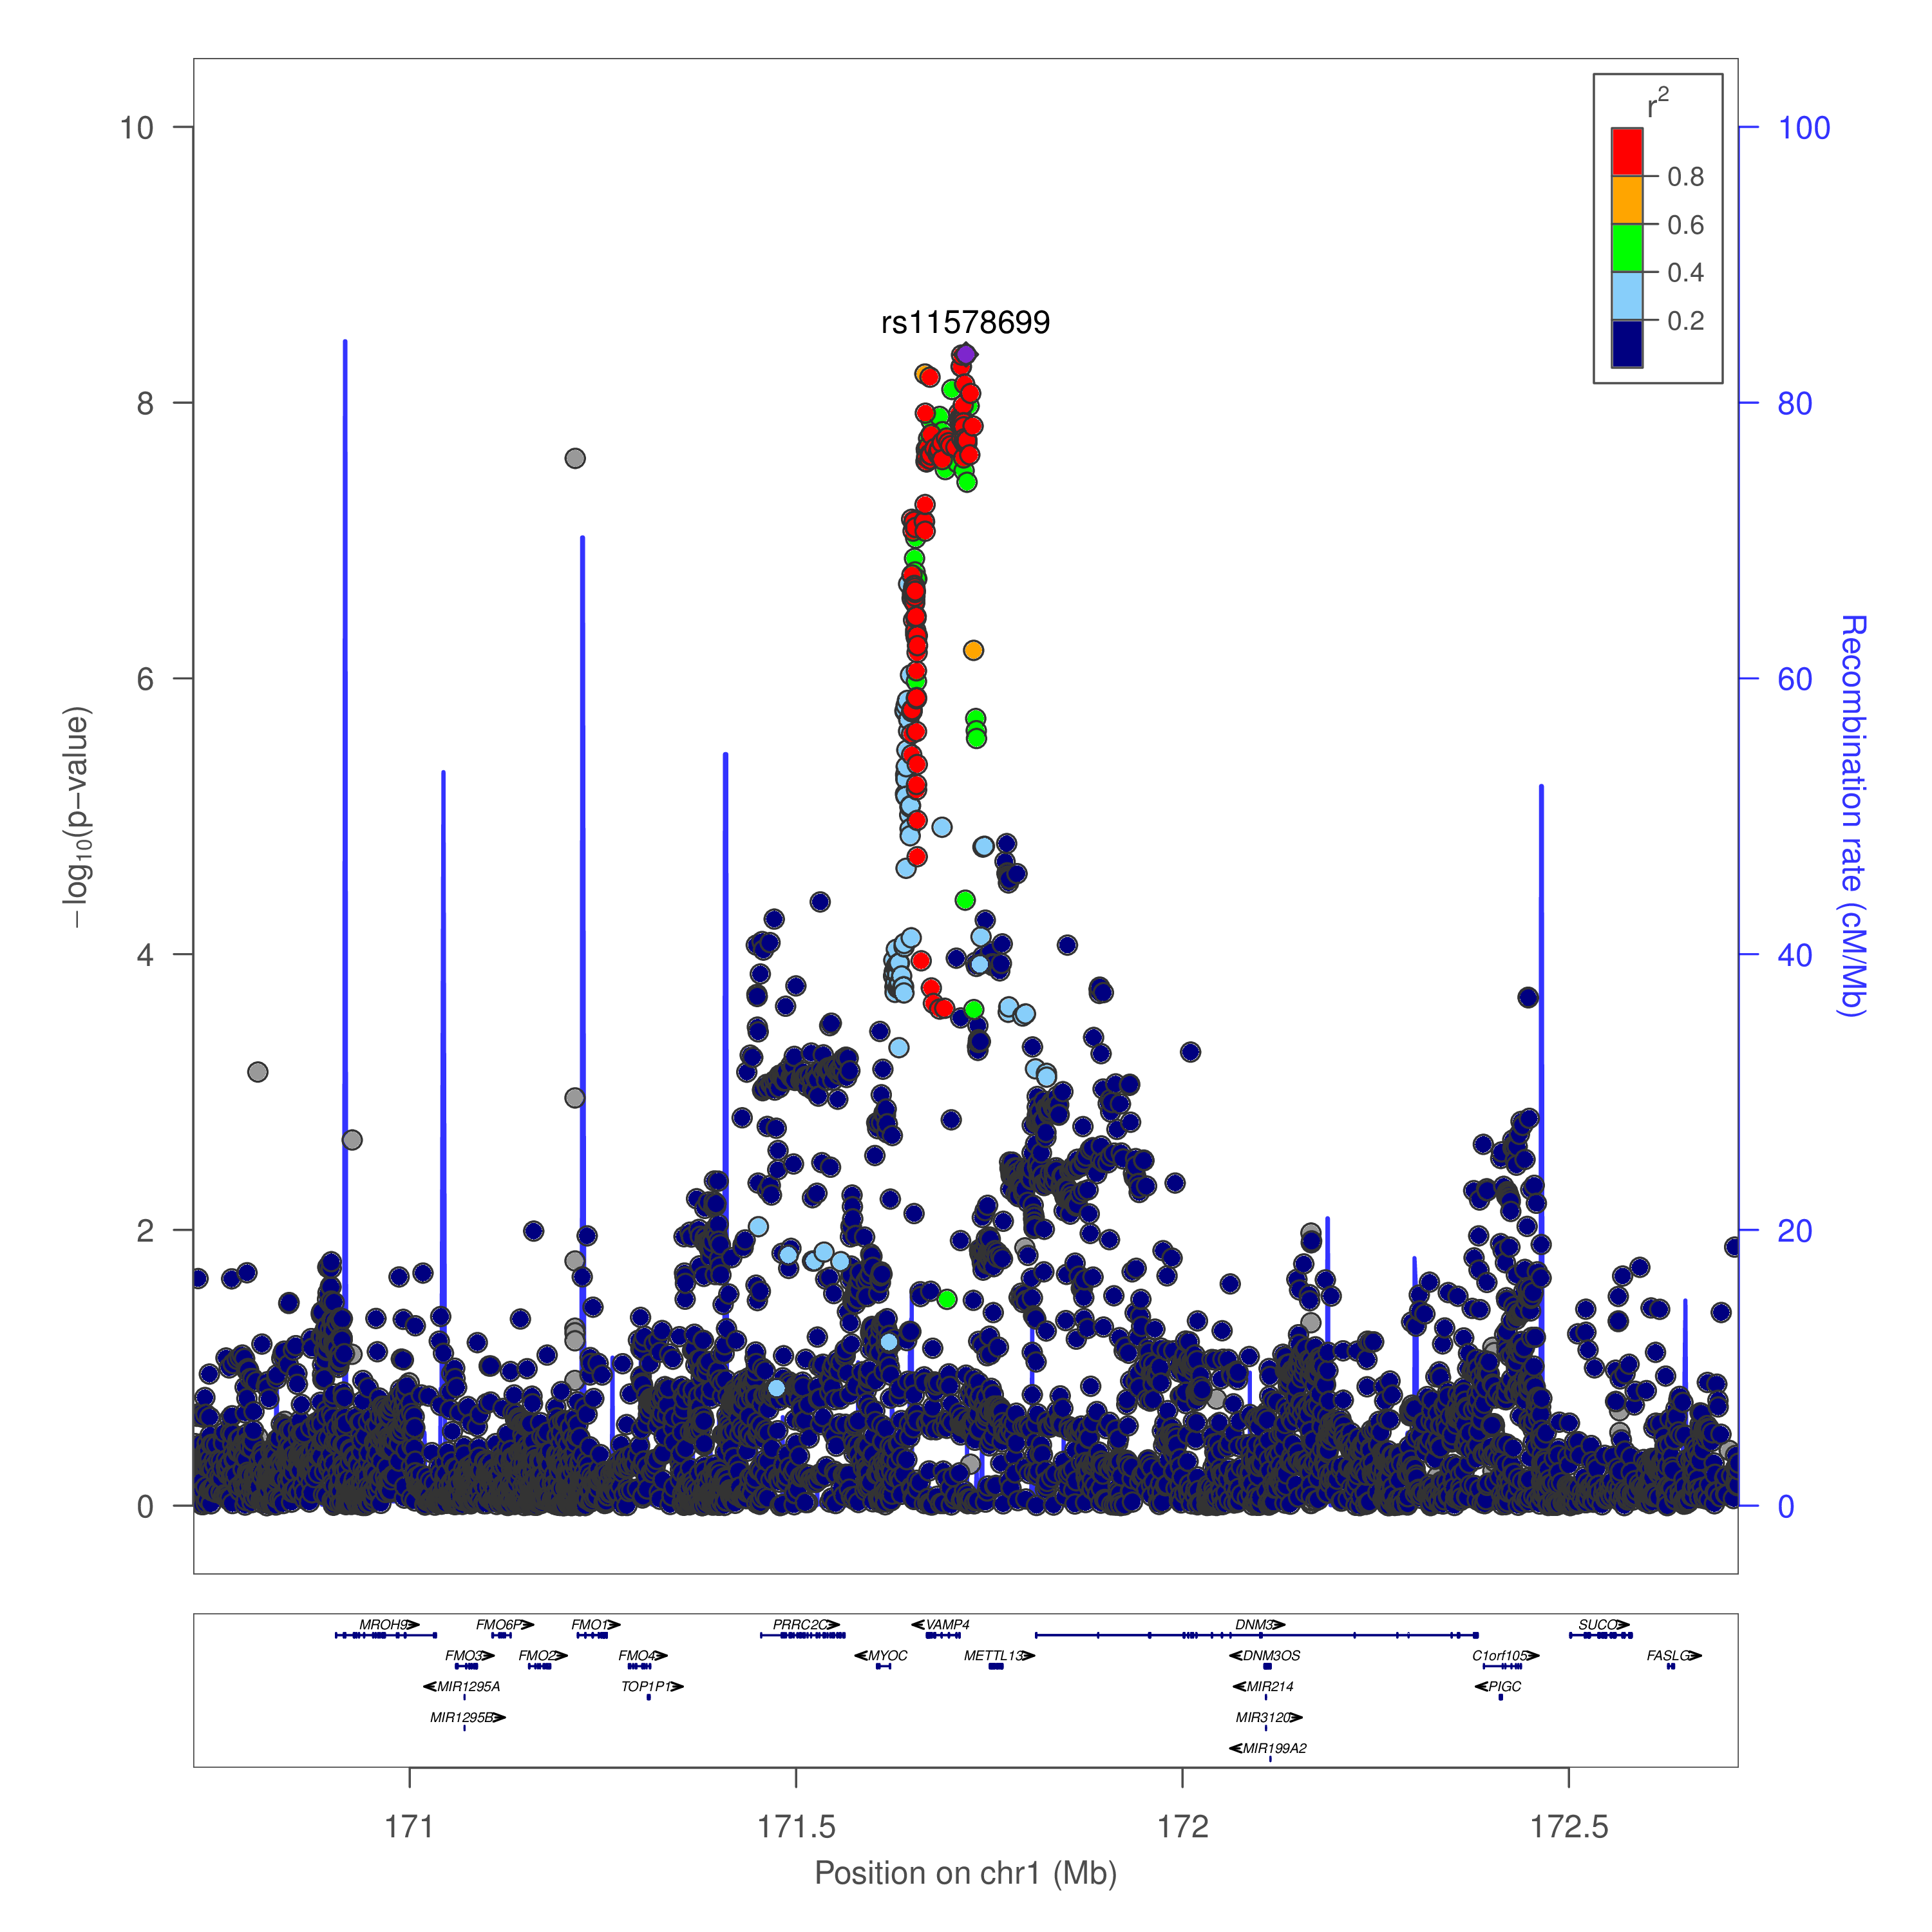 r2
0.8
0.6
0.4
0.2
rs11578699
10
8
6
4
2
0
−log10(p−value)
100
80
60
40
20
0
Recombination rate (cM/Mb)
MROH9 FMO6P FMO1 PRRC2C VAMP4 DNM3 SUCO
FMO3 FMO2 FMO4 MYOC METTL13 DNM3OS C1orf105 FASLG
MIR1295A TOP1P1 MIR214 PIGC
MIR1295B MIR3120
MIR199A2
171 171.5 172 172.5
Position on chr1 (Mb)